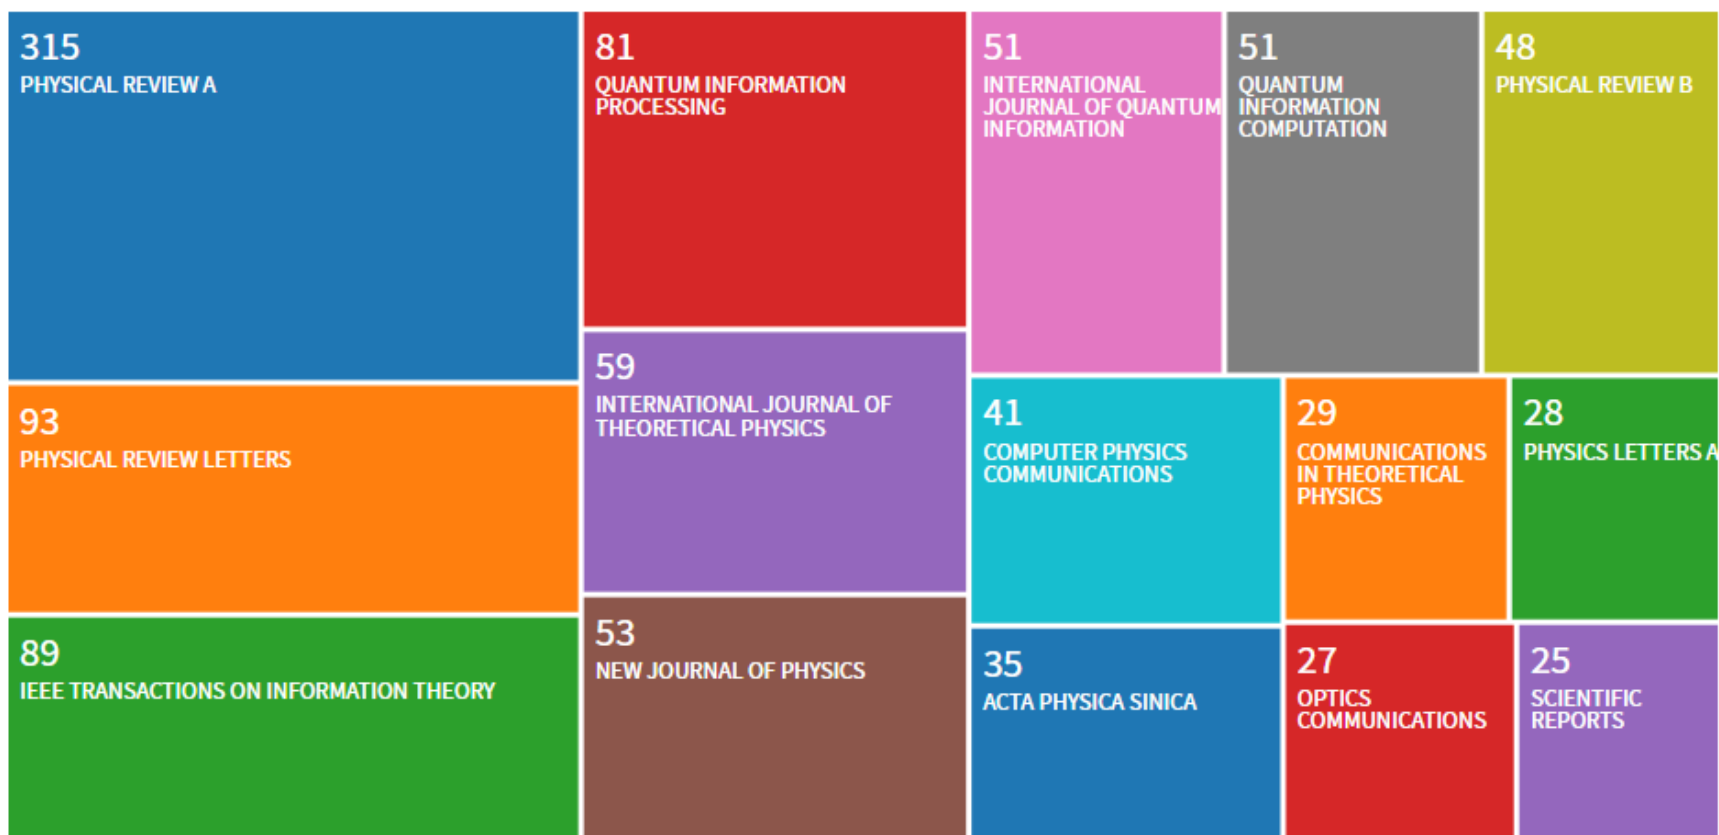 315
PHYSICAL REVIEW A
93
PHYSICAL REVIEW LETTERS
89
IEEE TRANSACTIONS ON INFORMATION THEORY
81
QUANTUM INFORMATION
PROCESSING
59
INTERNATIONAL JOURNAL OF
THEORETICAL PHYSICS
53
NEW JOURNAL OF PHYSICS
51
INTERNATIONAL
JOURNAL OF QUANTUM
INFORMATION
51
QUANTUM
INFORMATION
COMPUTATION
48
PHYSICAL REVIEW B
41
COMPUTER PHYSICS
COMMUNICATIONS
29
COMMUNICATIONS
IN THEORETICAL
PHYSICS
28
PHYSICS LETTERS A
35
ACTA PHYSICA SINICA
27
OPTICS
COMMUNICATIONS
25
SCIENTIFIC
REPORTS